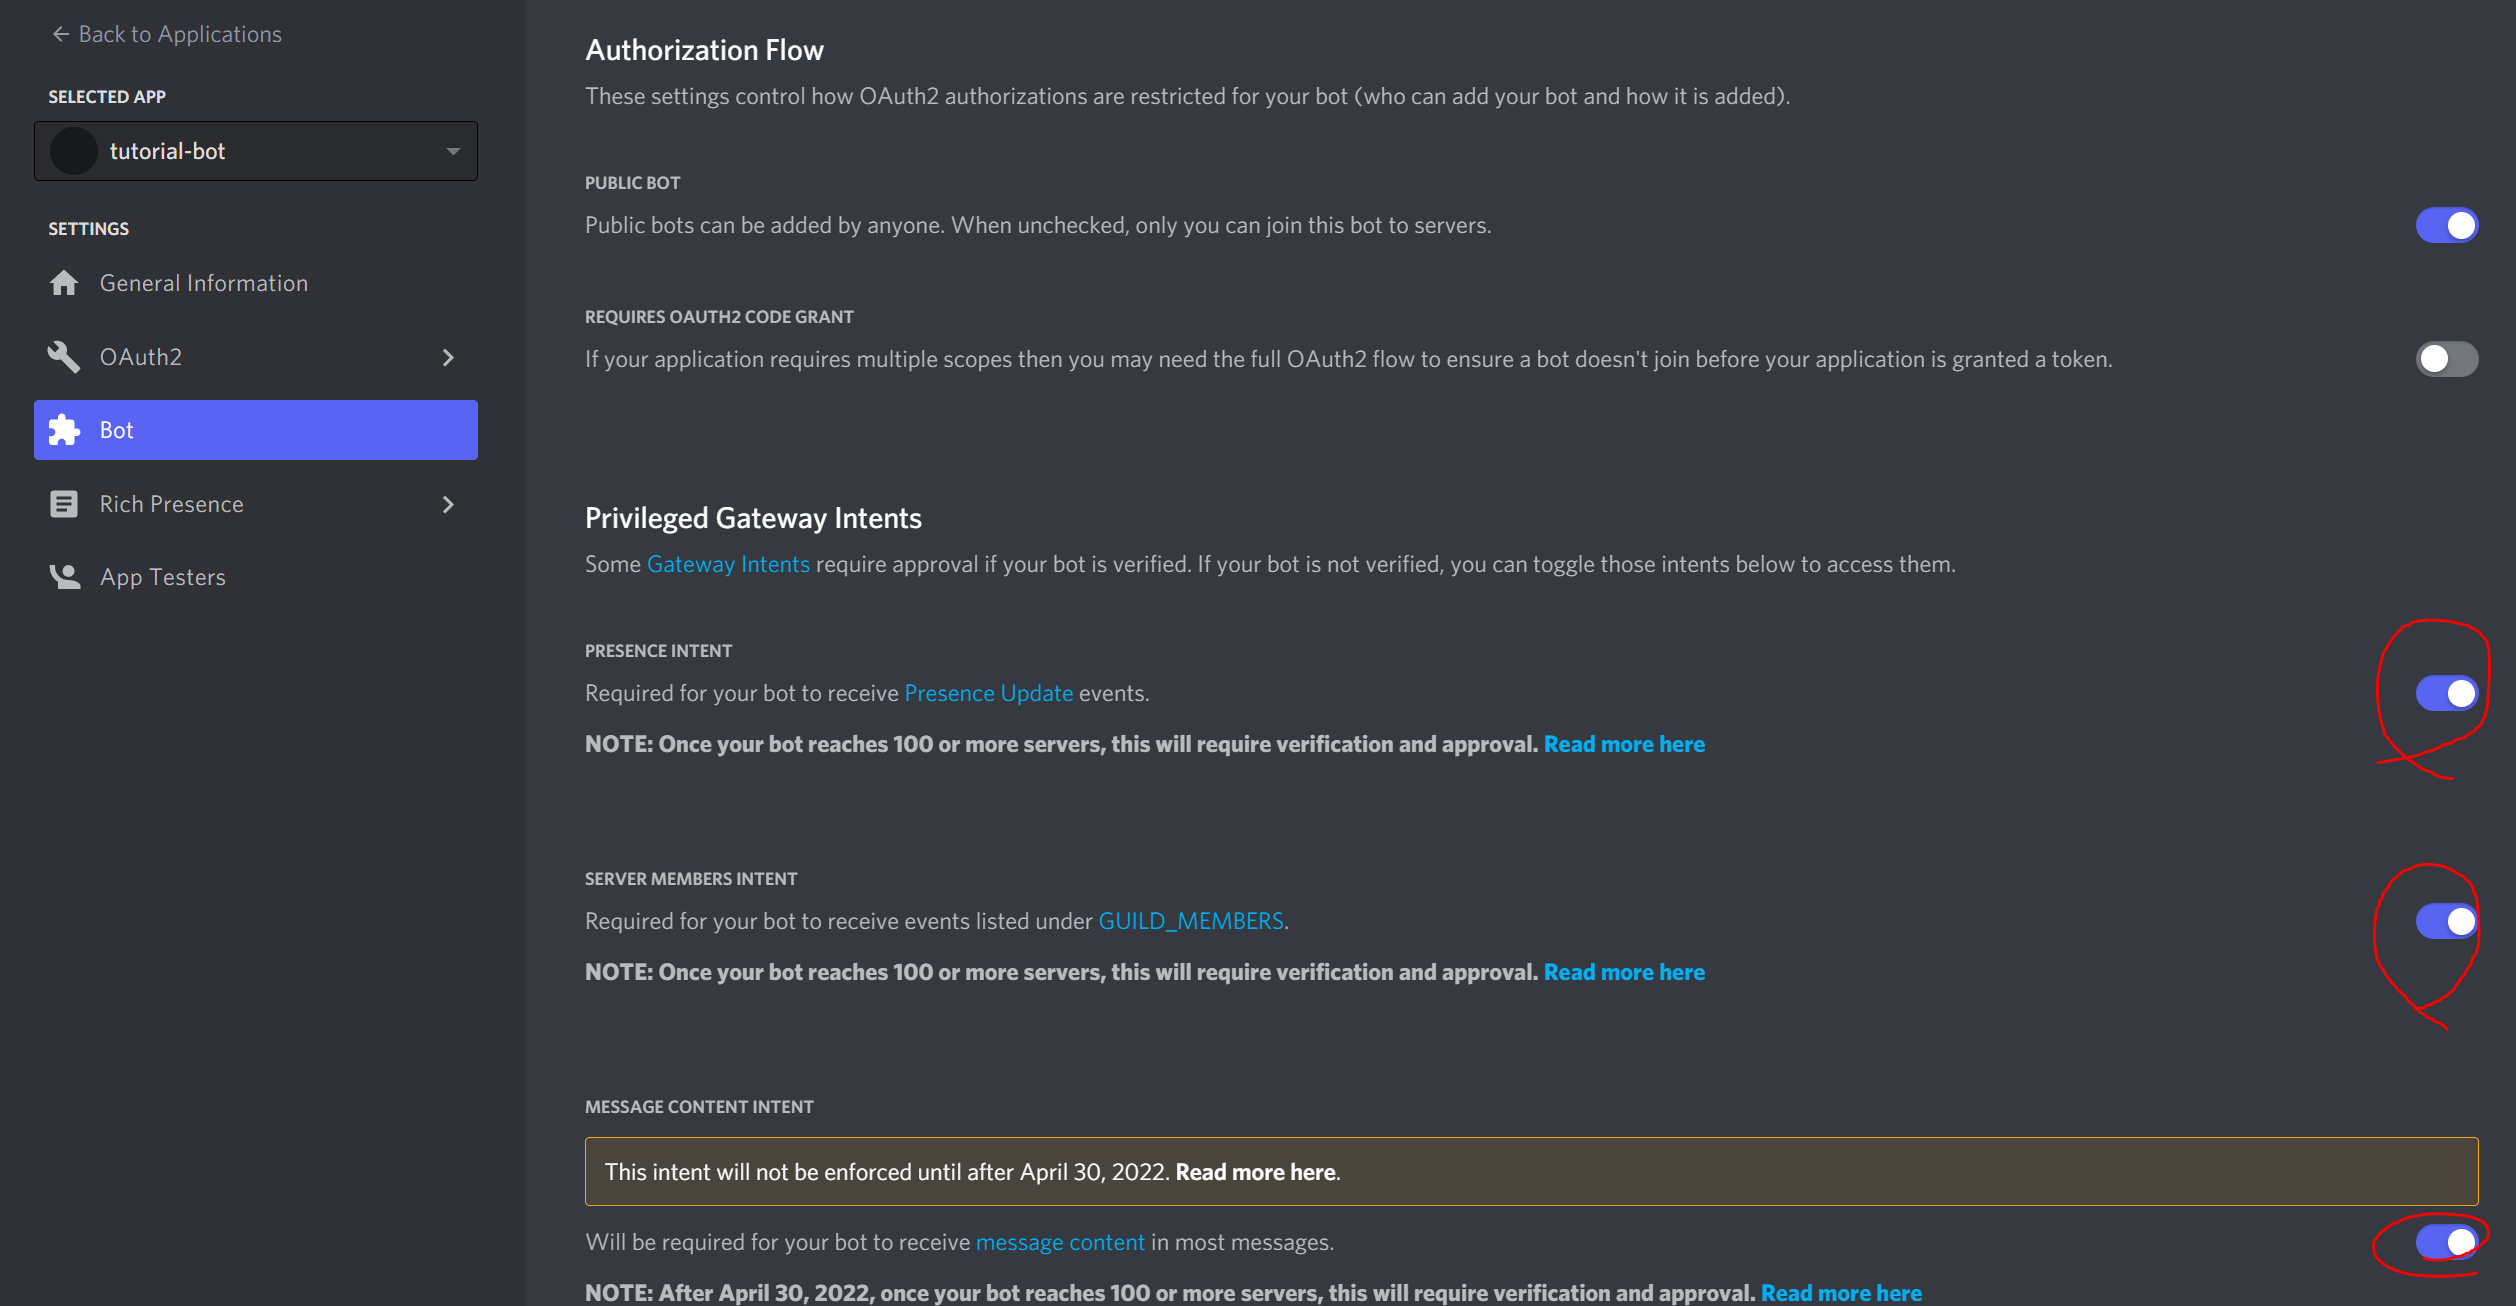 Back to Applications
SELECTED APP
tutorial-bot
SETTINGS
General Information
OAuth2
Bot
Rich Presence
App Testers
Authorization Flow
These settings control how OAuth2 authorizations are restricted for your bot (who can add your bot and how it is added).
PUBLIC BOT
Public bots can be added by anyone. When unchecked, only you can join this bot to servers.
REQUIRES OAUTH2 CODE GRANT
If your application requires multiple scopes then you may need the full OAuth2 flow to ensure a bot doesn't join before your application is granted a token.
Privileged Gateway Intents
Some Gateway Intents require approval if your bot is verified. If your bot is not verified, you can toggle those intents below to access them.
PRESENCE INTENT
Required for your bot to receive Presence Update events.
NOTE: Once your bot reaches 100 or more servers, this will require verification and approval. Read more here
SERVER MEMBERS INTENT
Required for your bot to receive events listed under GUILD_MEMBERS.
NOTE: Once your bot reaches 100 or more servers, this will require verification and approval. Read more here
MESSAGE CONTENT INTENT
This intent will not be enforced until after April 30, 2022. Read more here.
Will be required for your bot to receive message content in most messages.
NOTE: After April 30, 2022, once your bot reaches 100 or more servers, this will require verification and approval. Read more here